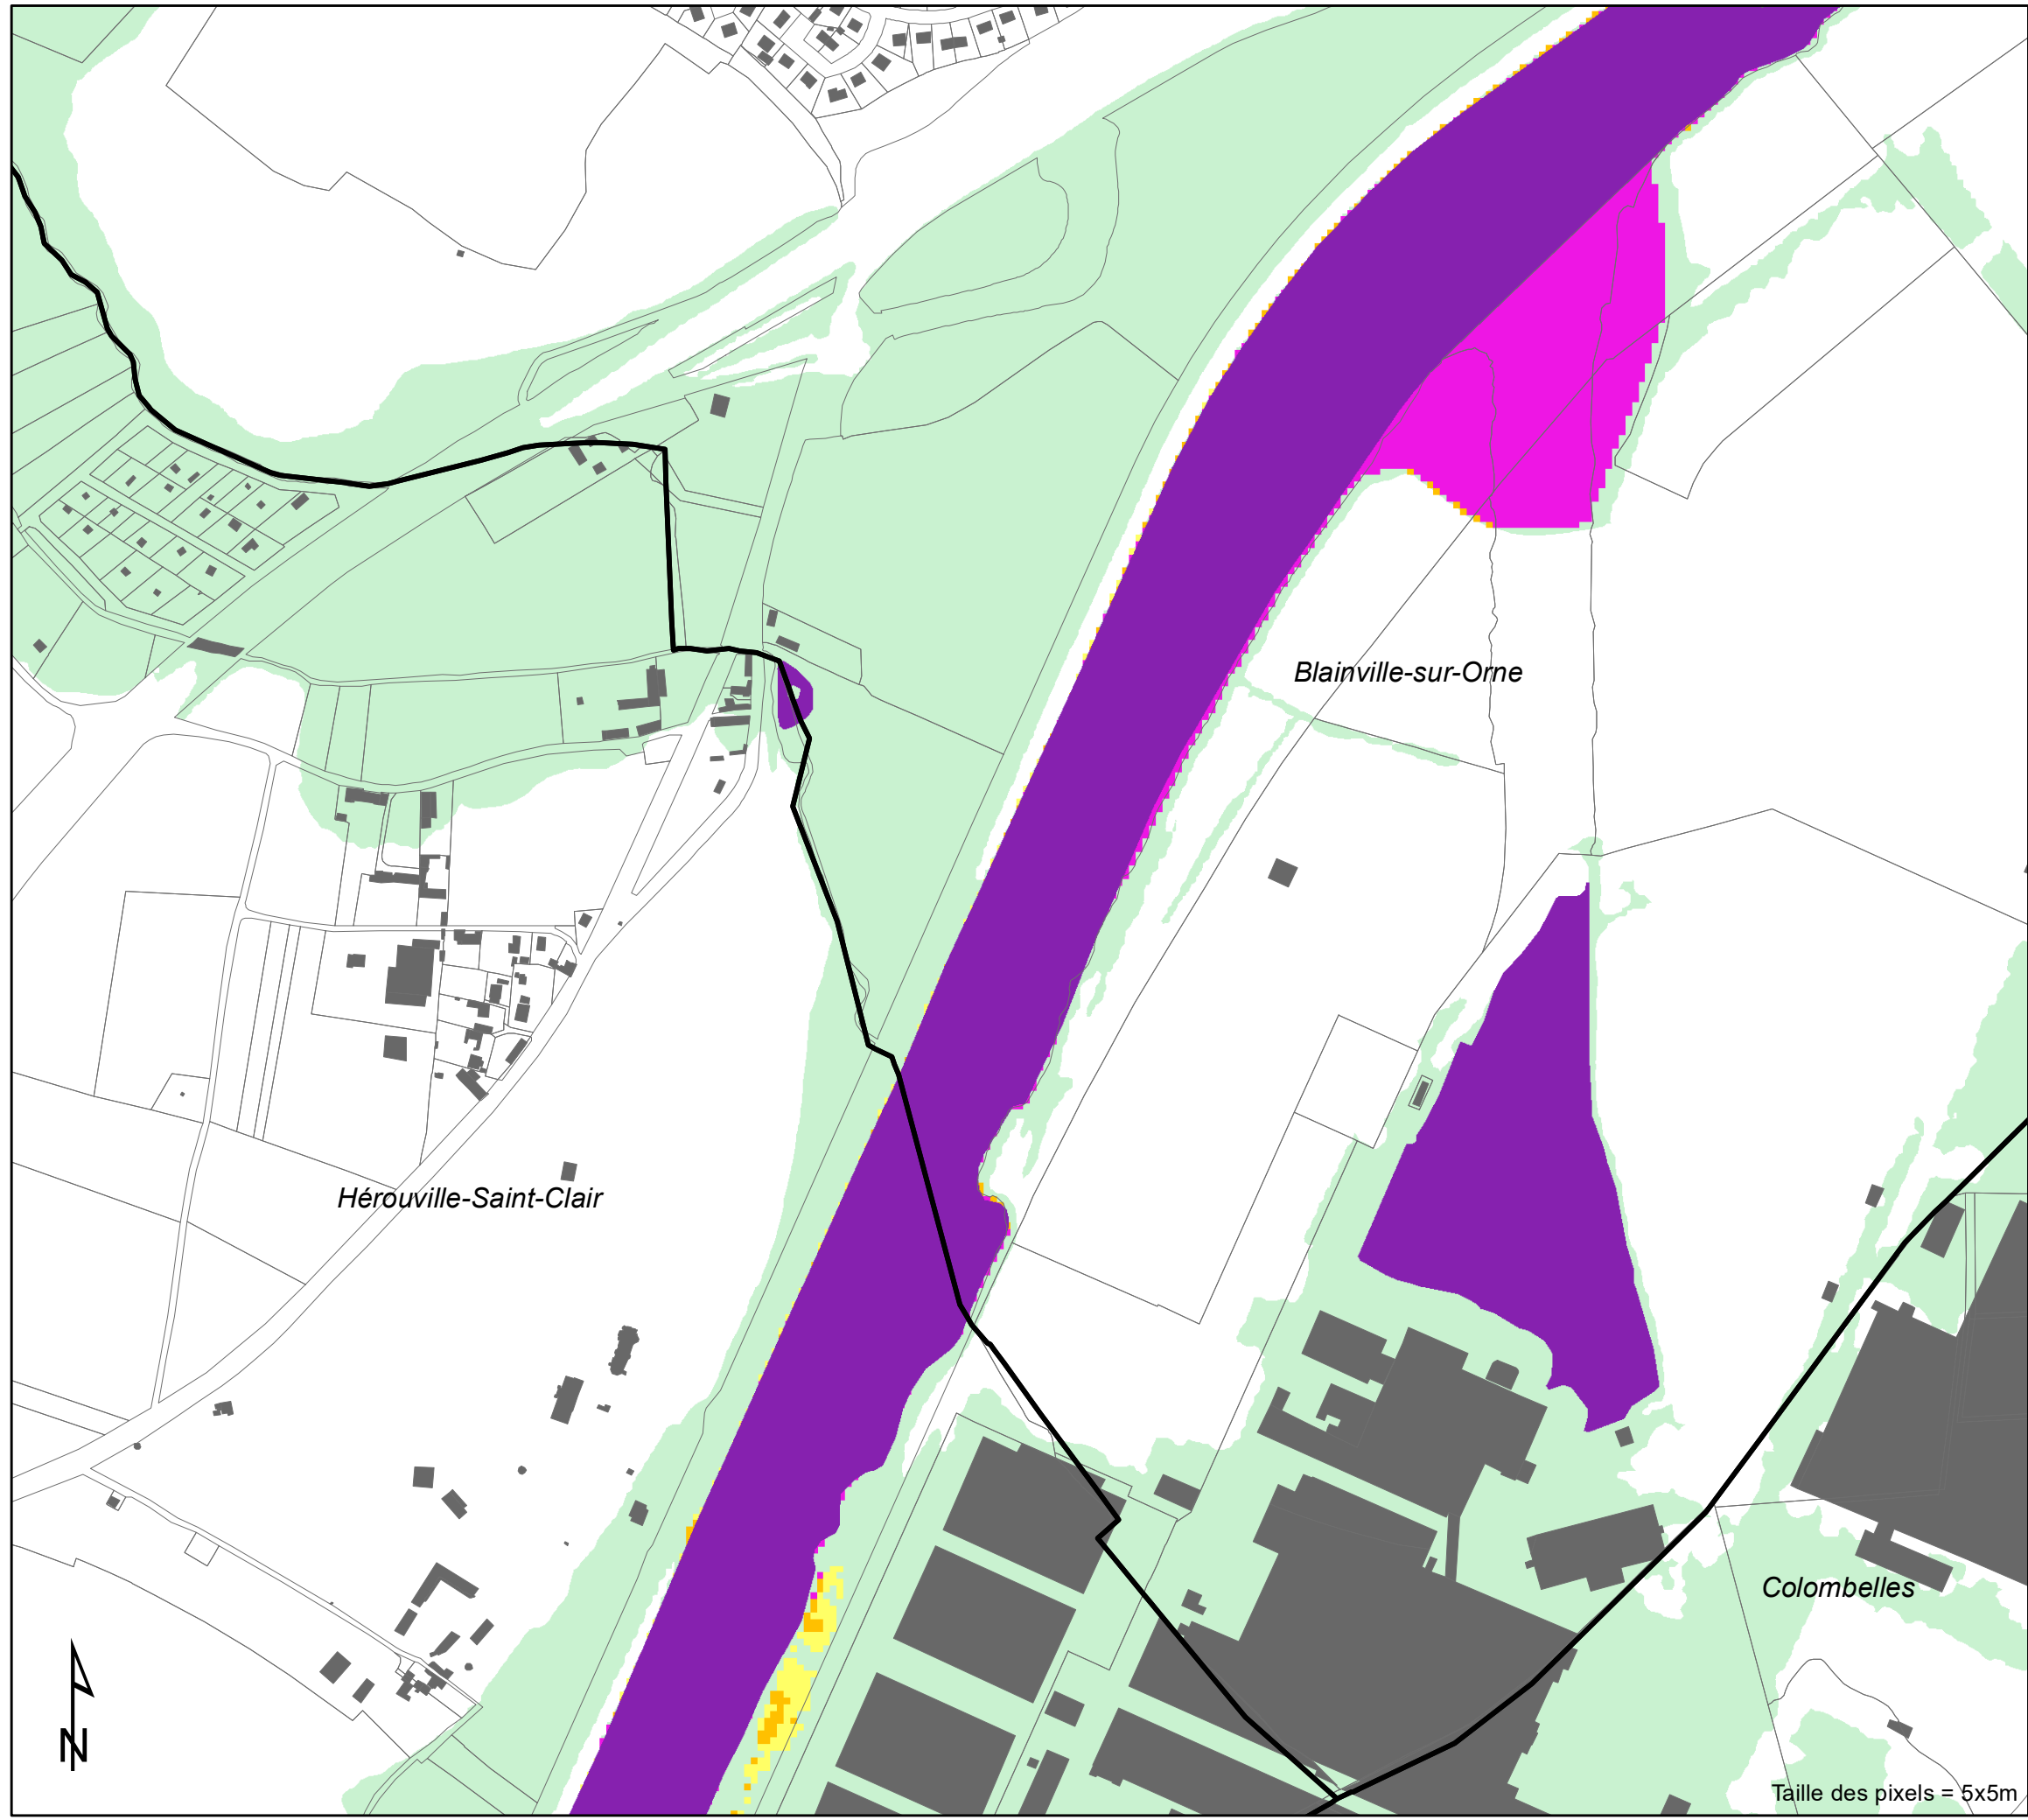 Blainville-sur-Orne
Hérouville-Saint-Clair
Colombelles
N
Taille des pixels = 5x5m